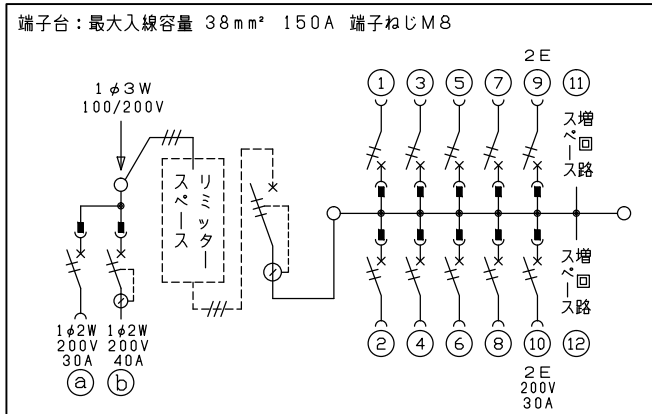 端子台：最大入線容量 38mm² 150A 端子ねじM8
1φ3W
100/200V
リミッター
スペース
1φ2W
200V
30A
ⓐ
1φ2W
200V
40A
ⓑ
2E
① ③ ⑤ ⑦ ⑨ ⑪
増回路
スペース
増回路
スペース
② ④ ⑥ ⑧ ⑩ ⑫
2E
200V
30A